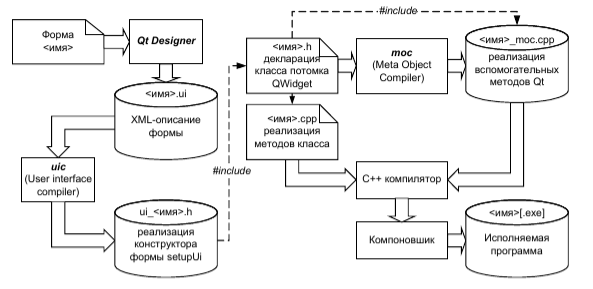 Форма
<имя>
Qt Designer
<имя>.ui
XML-описание
формы
uic
(User interface
compiler)
ui_<имя>.h
реализация
конструктора
формы setupUi
#include
#include
<имя>.h
декларация
класса потомка
QWidget
<имя>.cpp
реализация
методов класса
moc
(Meta Object
Compiler)
<имя>_moc.cpp
реализация
вспомогательных
методов Qt
C++ компилятор
Компоновшик
<имя>[.exe]
Исполняемая
программа